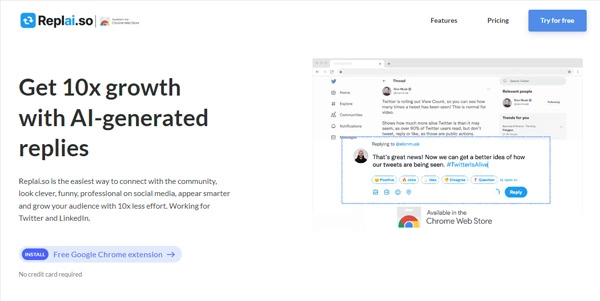 Replai.so
Available in the
Chrome Web Store
Features
Pricing
Try for free
Get 10x growth
with AI-generated
replies
Replai.so is the easiest way to connect with the community,
look clever, funny, professional on social media, appear smarter
and grow your audience with 10x less effort. Working for
Twitter and LinkedIn.
INSTALL Free Google Chrome extension →
No credit card required
Home
Explore
Communities
Notifications
Messages
Thread
Elon Musk
@elonmusk
Twitter is rolling out View Count, so you can see how
many times a tweet has been seen! This is normal for
video.
Shows how much more alive Twitter is than it may
seem, as over 90% of Twitter users read, but don't
tweet, reply or like, as those are public actions.
Search Twitter
Relevant people
Elon Musk
@elonmusk
Following
Trends for you
Replying to @elonmusk
That's great news! Now we can get a better idea of how
our tweets are being seen. #TwitterIsAlive
Positive
Joke
Idea
Disagree
Question
Reply
Available in the
Chrome Web Store